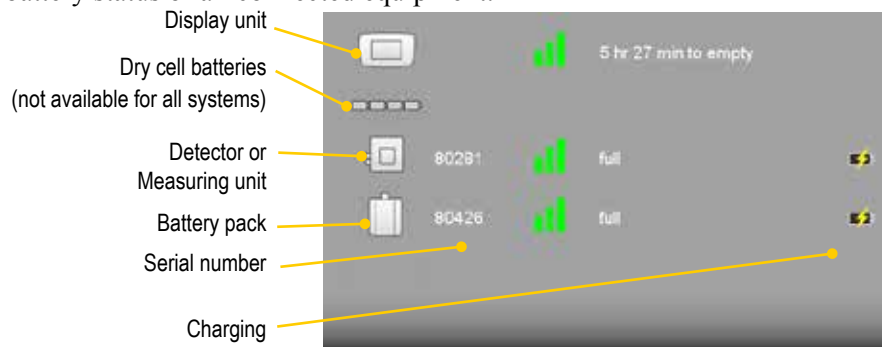 Display unit
5 hr 27 min to empty
Dry cell batteries
(not available for all systems)
Detector or
Measuring unit
80281
full
Battery pack
80426
full
Serial number
Charging